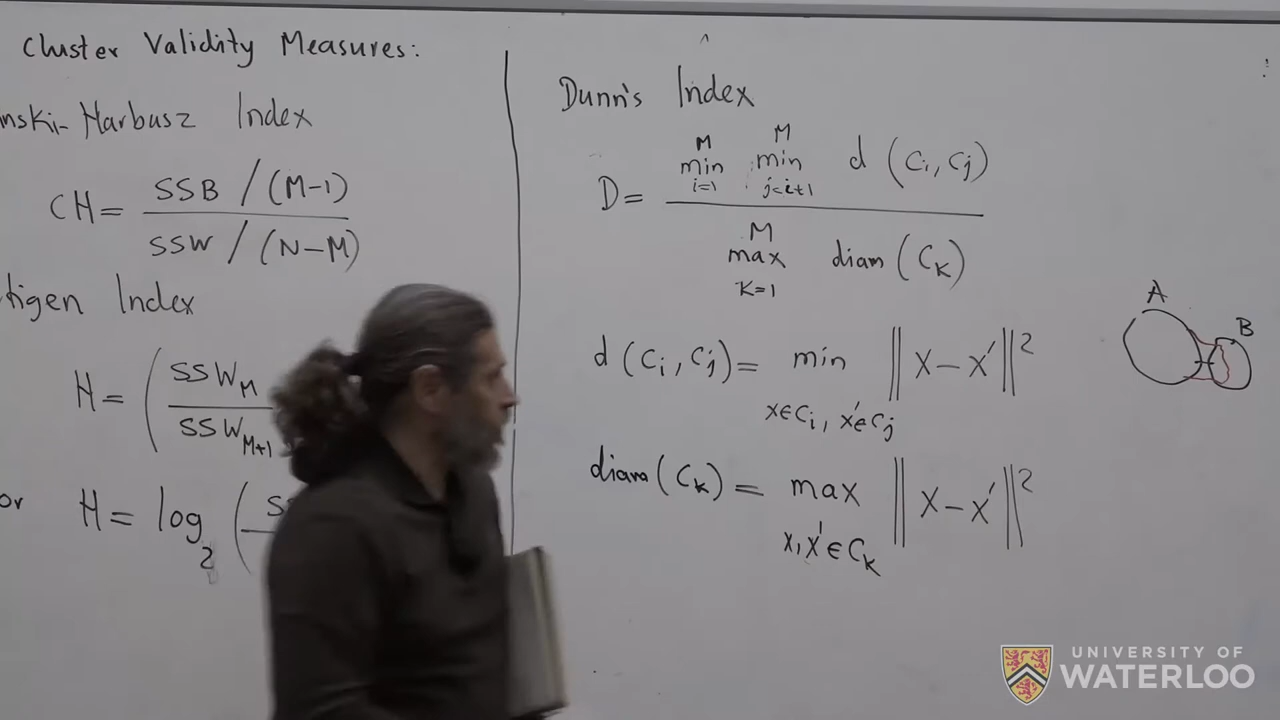 Cluster Validity Measures:
nski-Harbusz Index
CH = SSB / (M-1)
SSW / (N-M)
tigen Index
H = ( SSW_M
SSW_{M+1}
or H = log_2 ( S
Dunn's Index
D = min_{i=1}^{M} min_{j=i+1}^{M} d (C_i, C_j)
max_{K=1}^{M} diam (C_K)
d (C_i, C_j) = min_{x∈C_i, x'∈C_j} ||X-X'||^2
diam (C_K) = max_{x,x'∈C_K} ||X-X'||^2
A
B
UNIVERSITY OF
WATERLOO